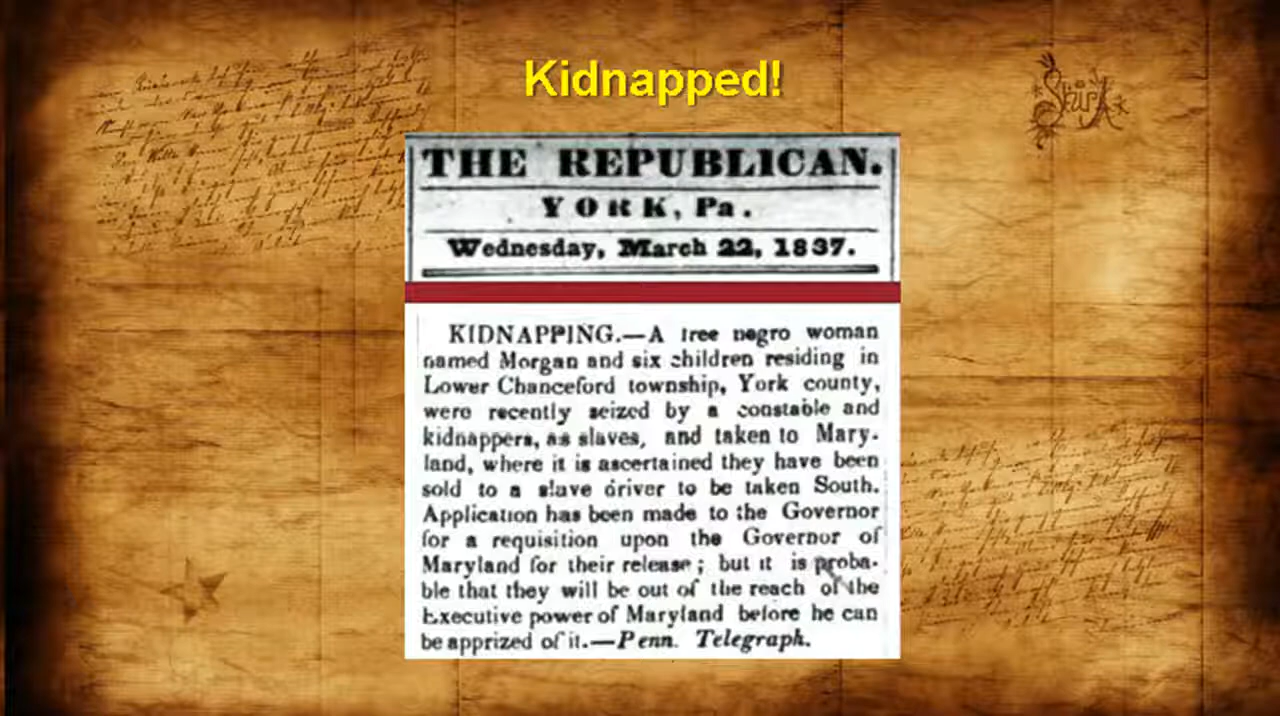 Kidnapped!
THE REPUBLICAN.
YORK, Pa.
Wednesday, March 22, 1837.
KIDNAPPING.—A free negro woman
named Morgan and six children residing in
Lower Chanceford township, York county,
were recently seized by a constable and
kidnappers, as slaves, and taken to Mary-
land, where it is ascertained they have been
sold to a slave driver to be taken South.
Application has been made to the Governor
for a requisition upon the Governor of
Maryland for their release; but it is proba-
ble that they will be out of the reach of the
Executive power of Maryland before he can
be apprized of it.—Penn. Telegraph.